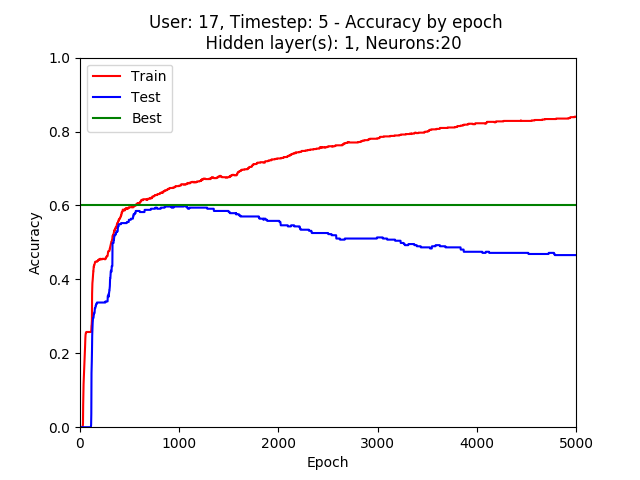 User: 17, Timestep: 5 - Accuracy by epoch
Hidden layer(s): 1, Neurons:20
1.0
Train
Test
Best
0.8
0.6
Accuracy
0.4
0.2
0.0
0
1000
2000
3000
4000
5000
Epoch